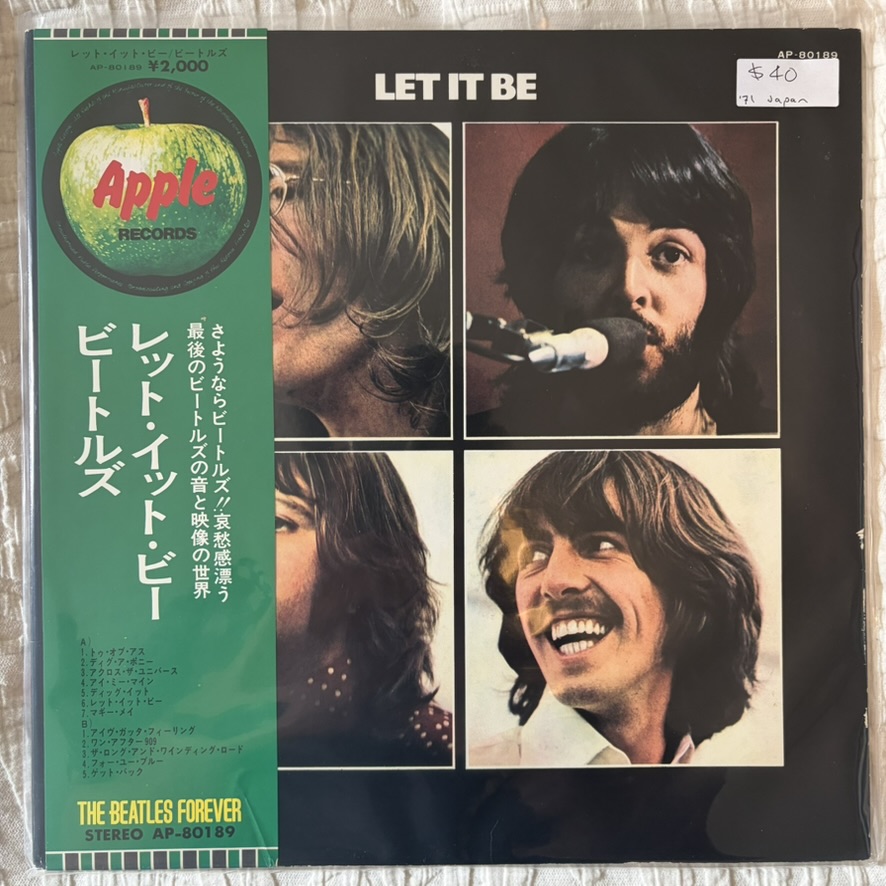 レット・イット・ビー/ビートルズ
AP-80189 ¥2,000
Apple
RECORDS
さようならビートルズ!!哀愁感漂う
最後のビートルズの音と映像の世界
レット・イット・ビー
ビートルズ
A)
1.トゥ・オブ・アス
2.ディグ・ア・ポニー
3.アクロス・ザ・ユニバース
4.アイ・ミー・マイン
5.ディッグ・イット
6.レット・イット・ビー
7.マギー・メイ
B)
1.アイヴ・ガッタ・フィーリング
2.ワン・アフター909
3.ザ・ロング・アンド・ワインディング・ロード
4.フォー・ユー・ブルー
5.ゲット・バック
THE BEATLES FOREVER
STEREO AP-80189
AP-80189
LET IT BE
$40
'71 Japan